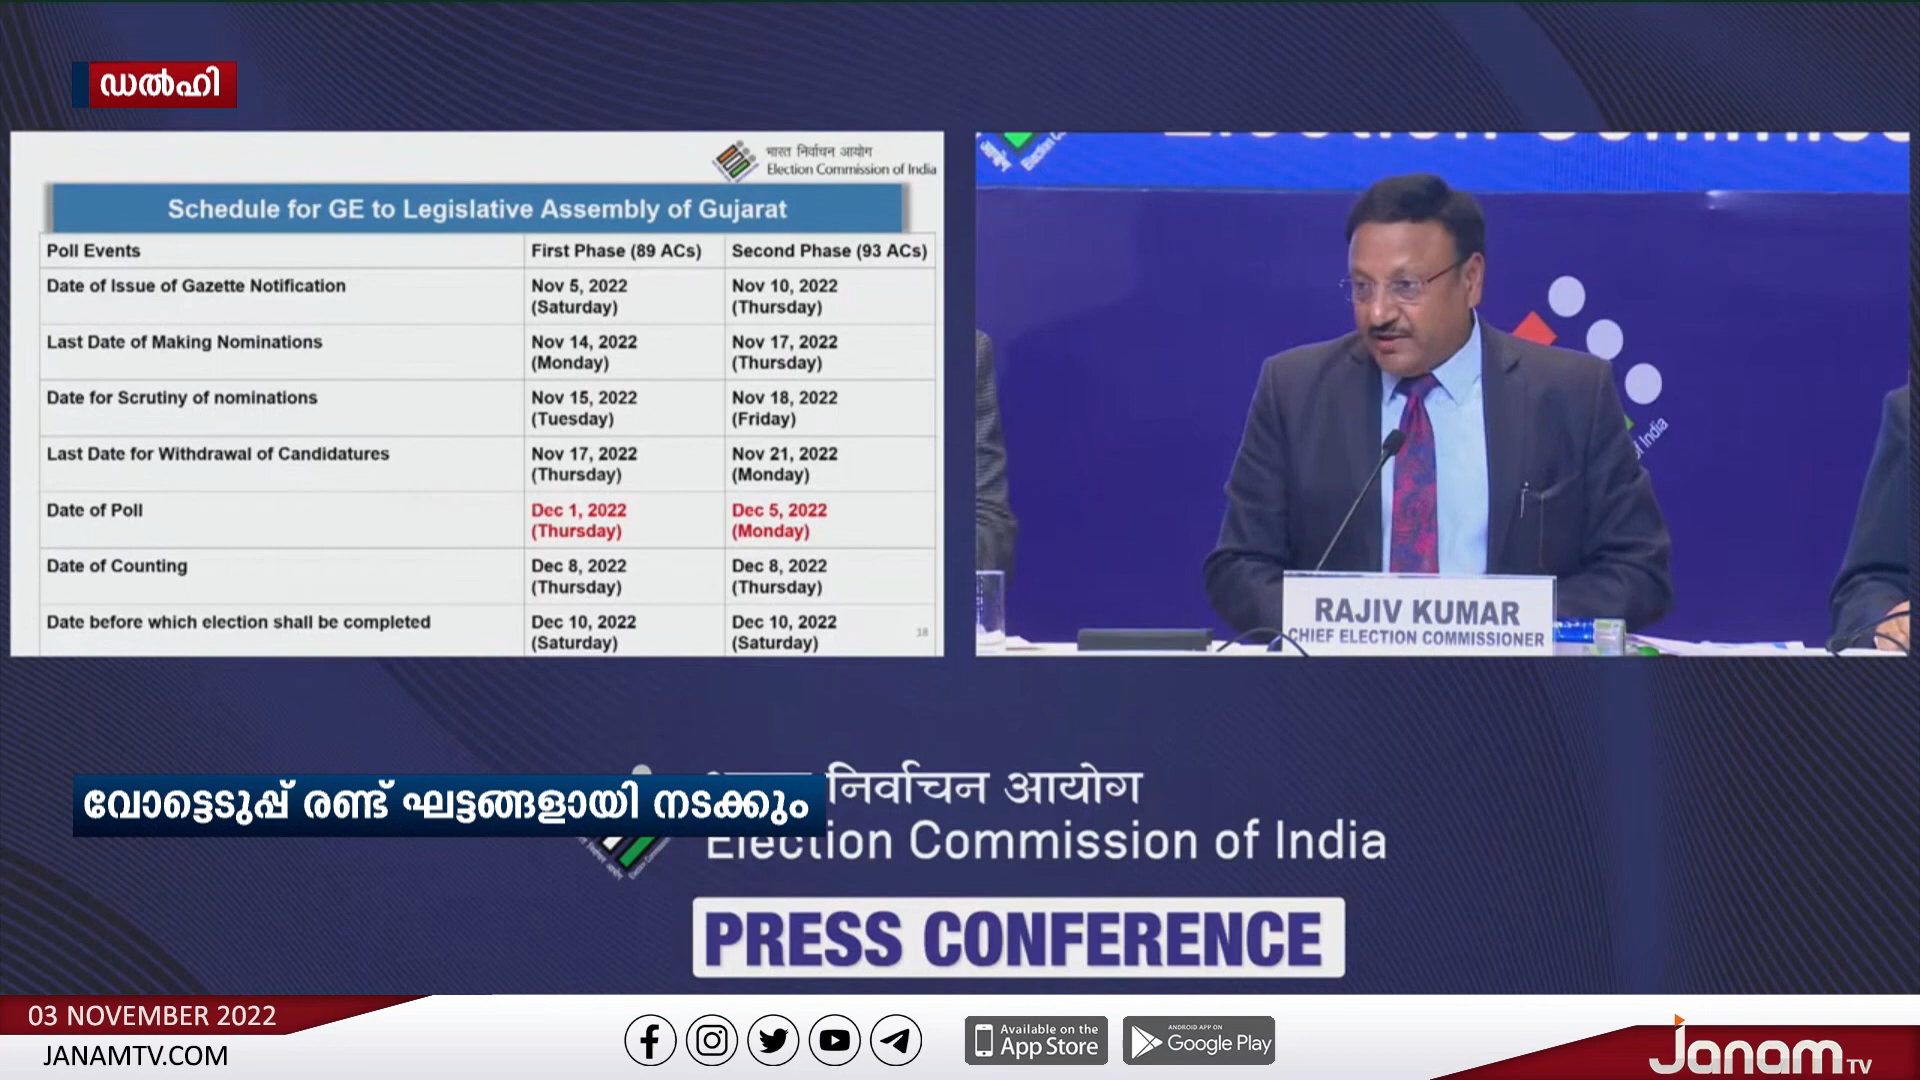 ഡൽഹി
भारत निर्वाचन आयोग
Election Commission of India
Schedule for GE to Legislative Assembly of Gujarat
Poll Events First Phase (89 ACs) Second Phase (93 ACs)
Date of Issue of Gazette Notification Nov 5, 2022 Nov 10, 2022
(Saturday) (Thursday)
Last Date of Making Nominations Nov 14, 2022 Nov 17, 2022
(Monday) (Thursday)
Date for Scrutiny of nominations Nov 15, 2022 Nov 18, 2022
(Tuesday) (Friday)
Last Date for Withdrawal of Candidatures Nov 17, 2022 Nov 21, 2022
(Thursday) (Monday)
Date of Poll Dec 1, 2022 Dec 5, 2022
(Thursday) (Monday)
Date of Counting Dec 8, 2022 Dec 8, 2022
(Thursday) (Thursday)
Date before which election shall be completed Dec 10, 2022 Dec 10, 2022
(Saturday) (Saturday)
18
of India
RAJIV KUMAR
CHIEF ELECTION COMMISSIONER
വോട്ടെടുപ്പ് രണ്ട് ഘട്ടങ്ങളായി നടക്കും
निर्वाचन आयोग
Election Commission of India
PRESS CONFERENCE
03 NOVEMBER 2022
JANAMTV.COM
Available on the
App Store
ANDROID APP ON
Google Play
Janam TV